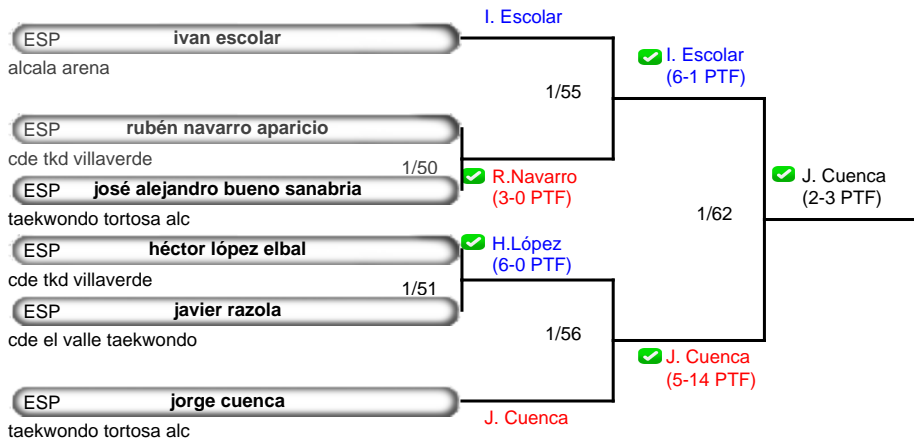 I. Escolar
ESP ivan escolar
alcala arena
I. Escolar
(6-1 PTF)
1/55
ESP rubén navarro aparicio
cde tkd villaverde
1/50
R.Navarro
(3-0 PTF)
ESP josé alejandro bueno sanabria
taekwondo tortosa alc
J. Cuenca
(2-3 PTF)
1/62
ESP héctor lópez elbal
cde tkd villaverde
H.López
(6-0 PTF)
1/51
ESP javier razola
cde el valle taekwondo
1/56
J. Cuenca
(5-14 PTF)
ESP jorge cuenca
taekwondo tortosa alc
J. Cuenca